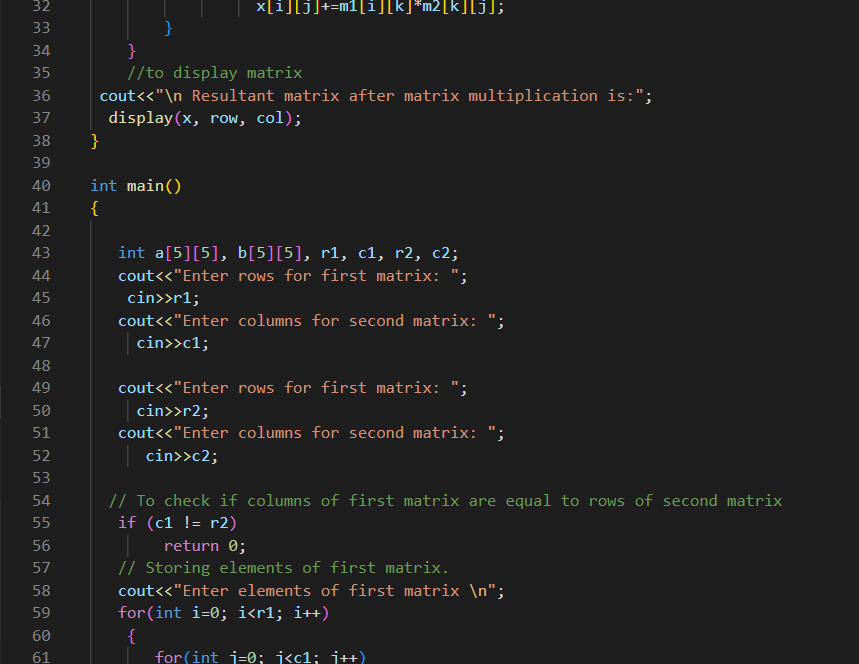 32 x[i][j]+=m1[i][k]*m2[k][j];
33 }
34 }
35 //to display matrix
36 cout<<"\n Resultant matrix after matrix multiplication is:";
37 display(x, row, col);
38 }
39
40 int main()
41 {
42
43 int a[5][5], b[5][5], r1, c1, r2, c2;
44 cout<<"Enter rows for first matrix: ";
45 cin>>r1;
46 cout<<"Enter columns for second matrix: ";
47 cin>>c1;
48
49 cout<<"Enter rows for first matrix: ";
50 cin>>r2;
51 cout<<"Enter columns for second matrix: ";
52 cin>>c2;
53
54 // To check if columns of first matrix are equal to rows of second matrix
55 if (c1 != r2)
56 return 0;
57 // Storing elements of first matrix.
58 cout<<"Enter elements of first matrix \n";
59 for(int i=0; i<r1; i++)
60 {
61 for(int j=0; j<c1; j++)